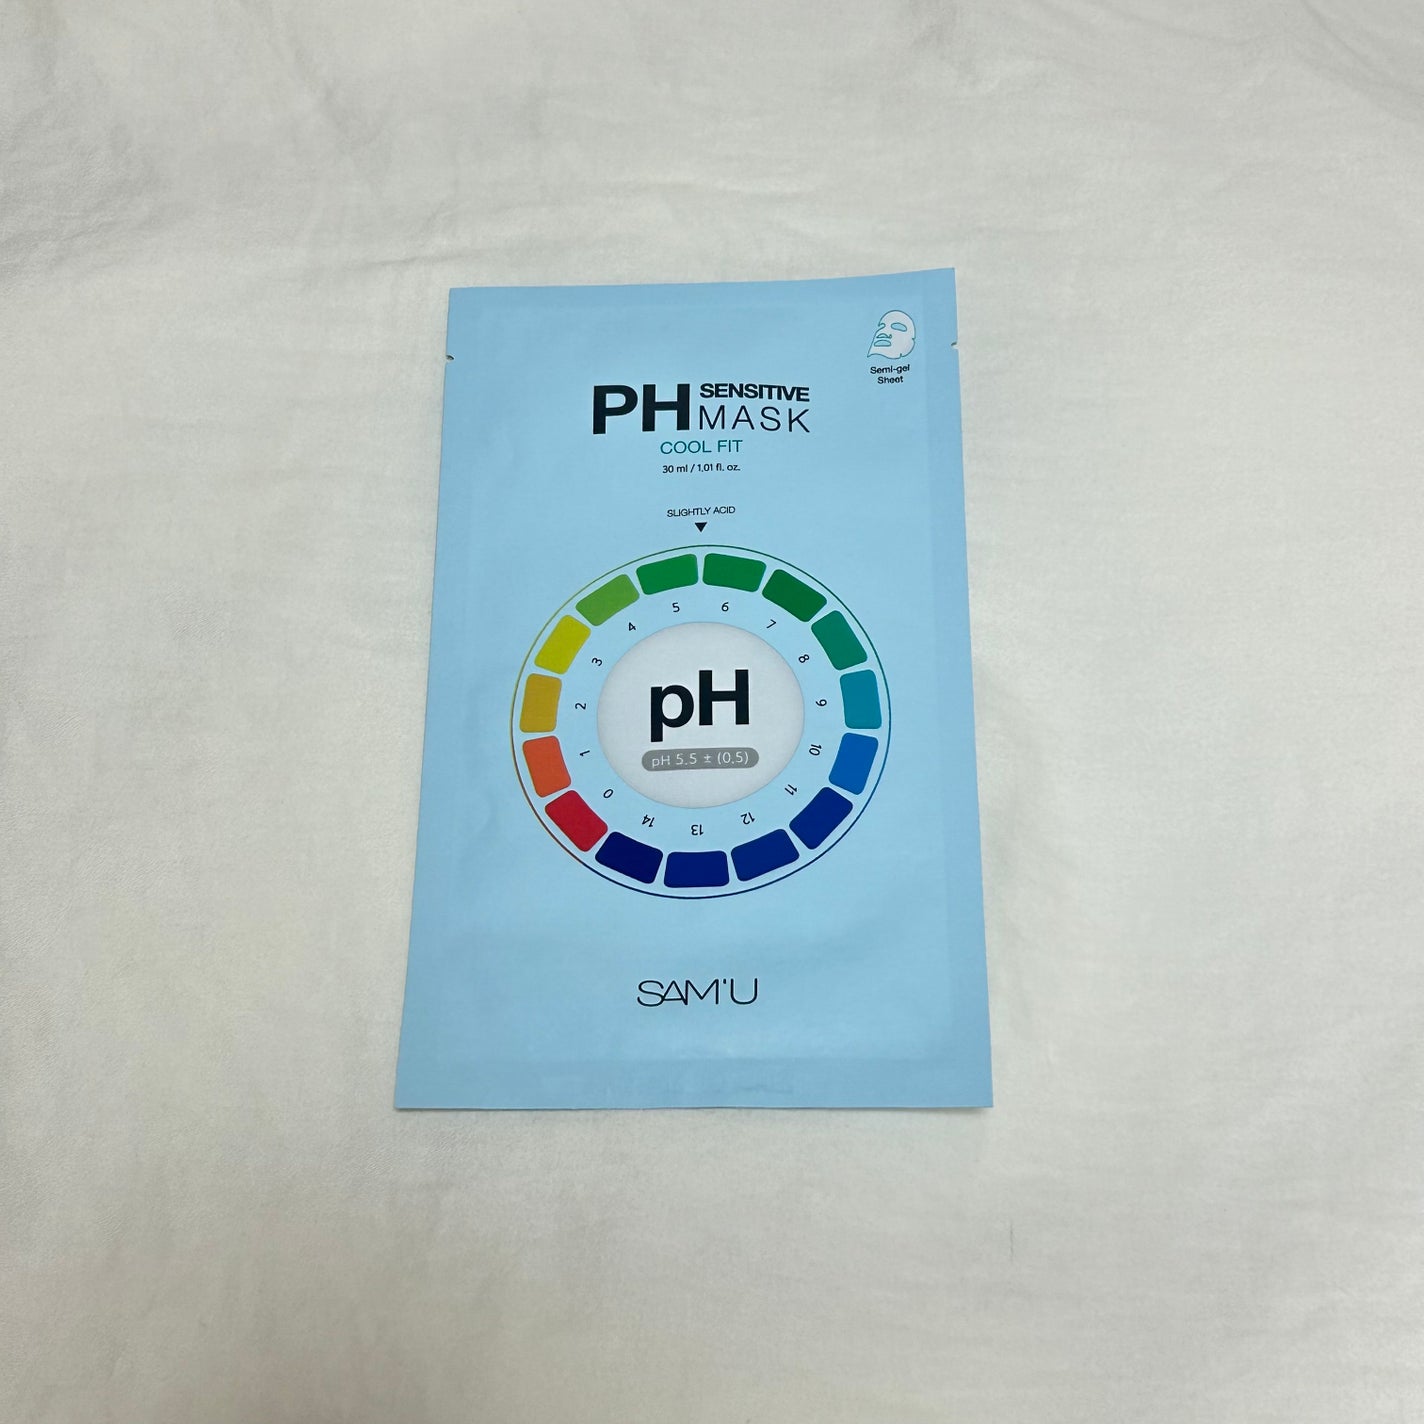 Semi-gel
Sheet
PH SENSITIVE
MASK
COOL FIT
30 ml / 1.01 fl. oz.
SLIGHTLY ACID
0 1 2 3 4 5 6 7 8 9 10 11 12 13 14
pH
pH 5.5 ± (0.5)
SAM'U